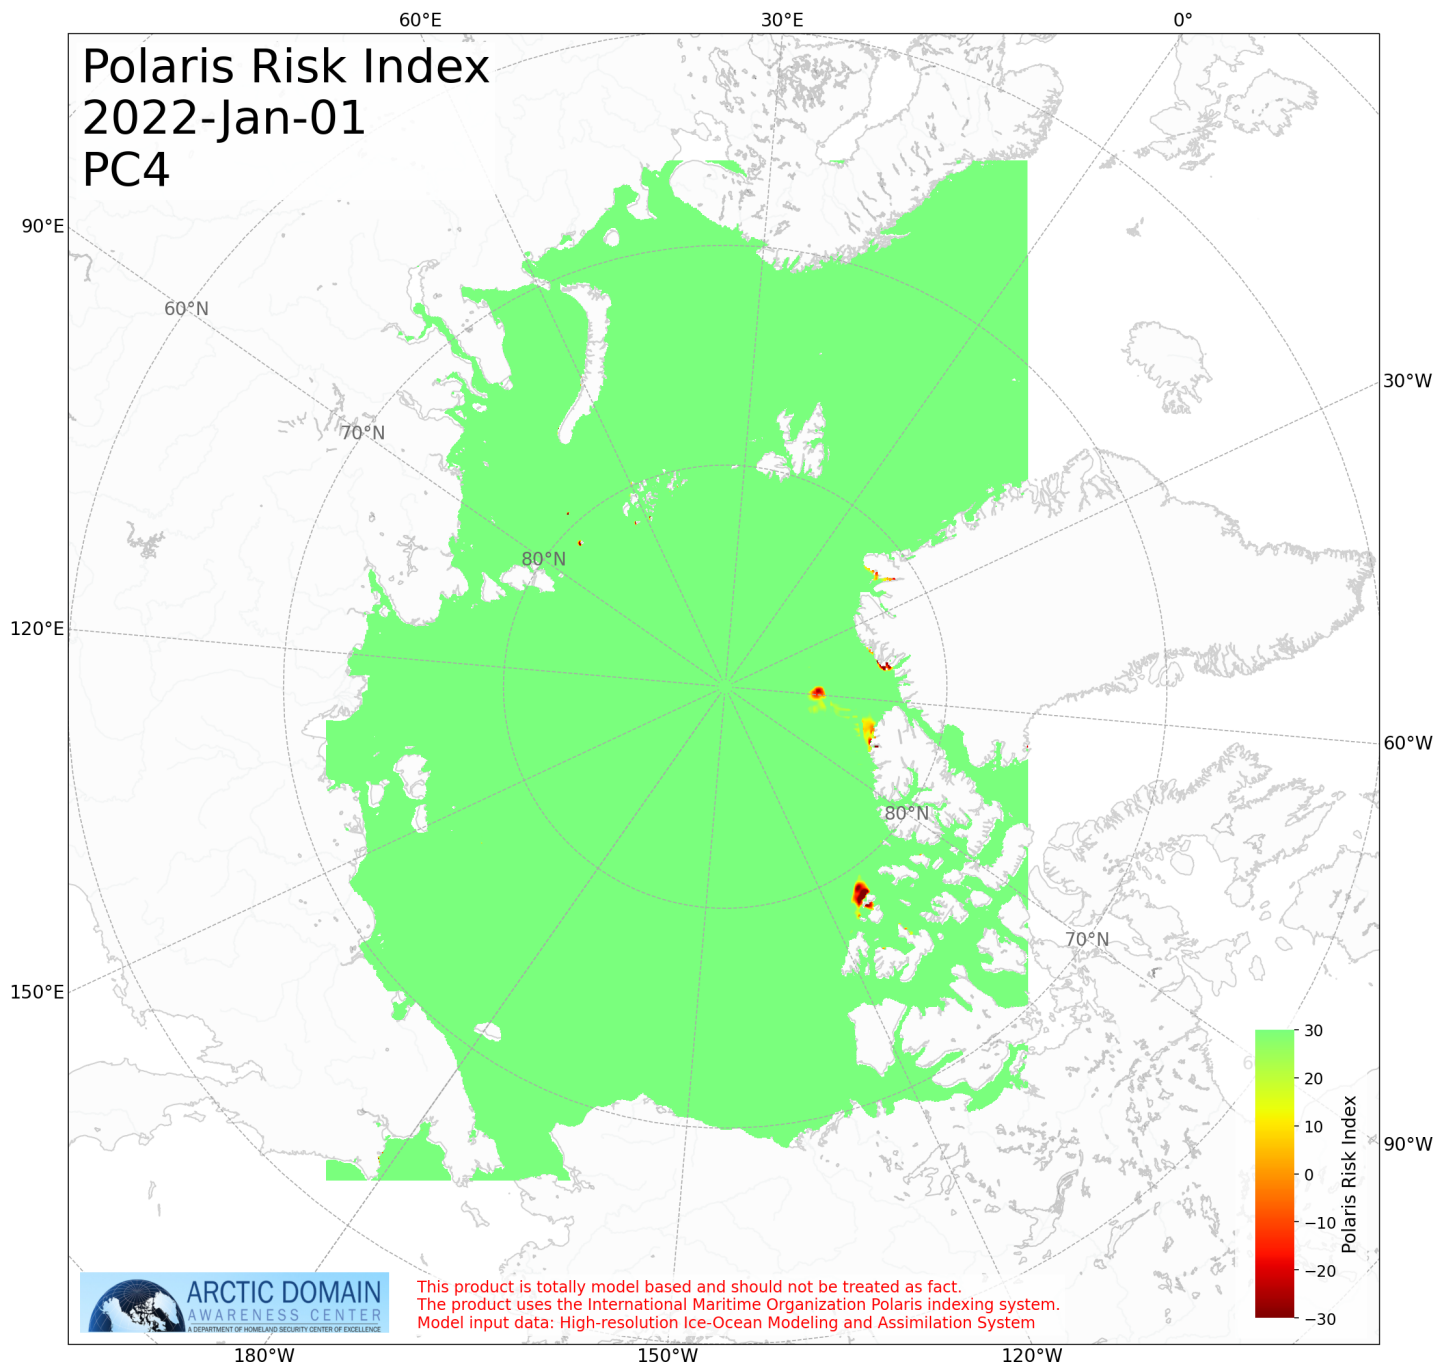 60°E
30°E
0°
Polaris Risk Index
2022-Jan-01
PC4
90°E
60°N
30°W
70°N
80°N
120°E
60°W
80°N
70°N
150°E
30
20
10
0
−10
−20
−30
Polaris Risk Index
90°W
ARCTIC DOMAIN
AWARENESS CENTER
A DEPARTMENT OF HOMELAND SECURITY CENTER OF EXCELLENCE
This product is totally model based and should not be treated as fact.
The product uses the International Maritime Organization Polaris indexing system.
Model input data: High-resolution Ice-Ocean Modeling and Assimilation System
180°W
150°W
120°W